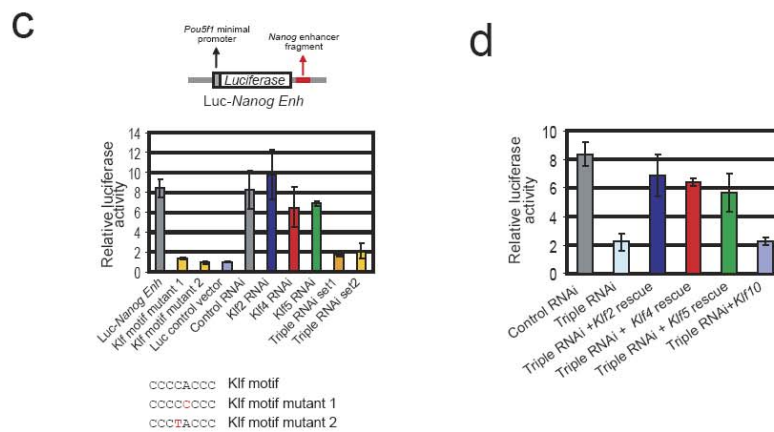 c
Pou5f1 minimal
promoter
Nanog enhancer
fragment
Luciferase
Luc-Nanog Enh
Relative luciferase
activity
14
12
10
8
6
4
2
0
Luc-Nanog Enh
Klf motif mutant 1
Klf motif mutant 2
Luc control vector
Control RNAi
Klf2 RNAi
Klf4 RNAi
Klf5 RNAi
Triple RNAi set1
Triple RNAi set2
CCCCACCC Klf motif
CCCCCCCC Klf motif mutant 1
CCCTACCC Klf motif mutant 2
d
Relative luciferase
activity
10
8
6
4
2
0
Control RNAi
Triple RNAi
Triple RNAi +Klf2 rescue
Triple RNAi + Klf4 rescue
Triple RNAi + Klf5 rescue
Triple RNAi+Klf10